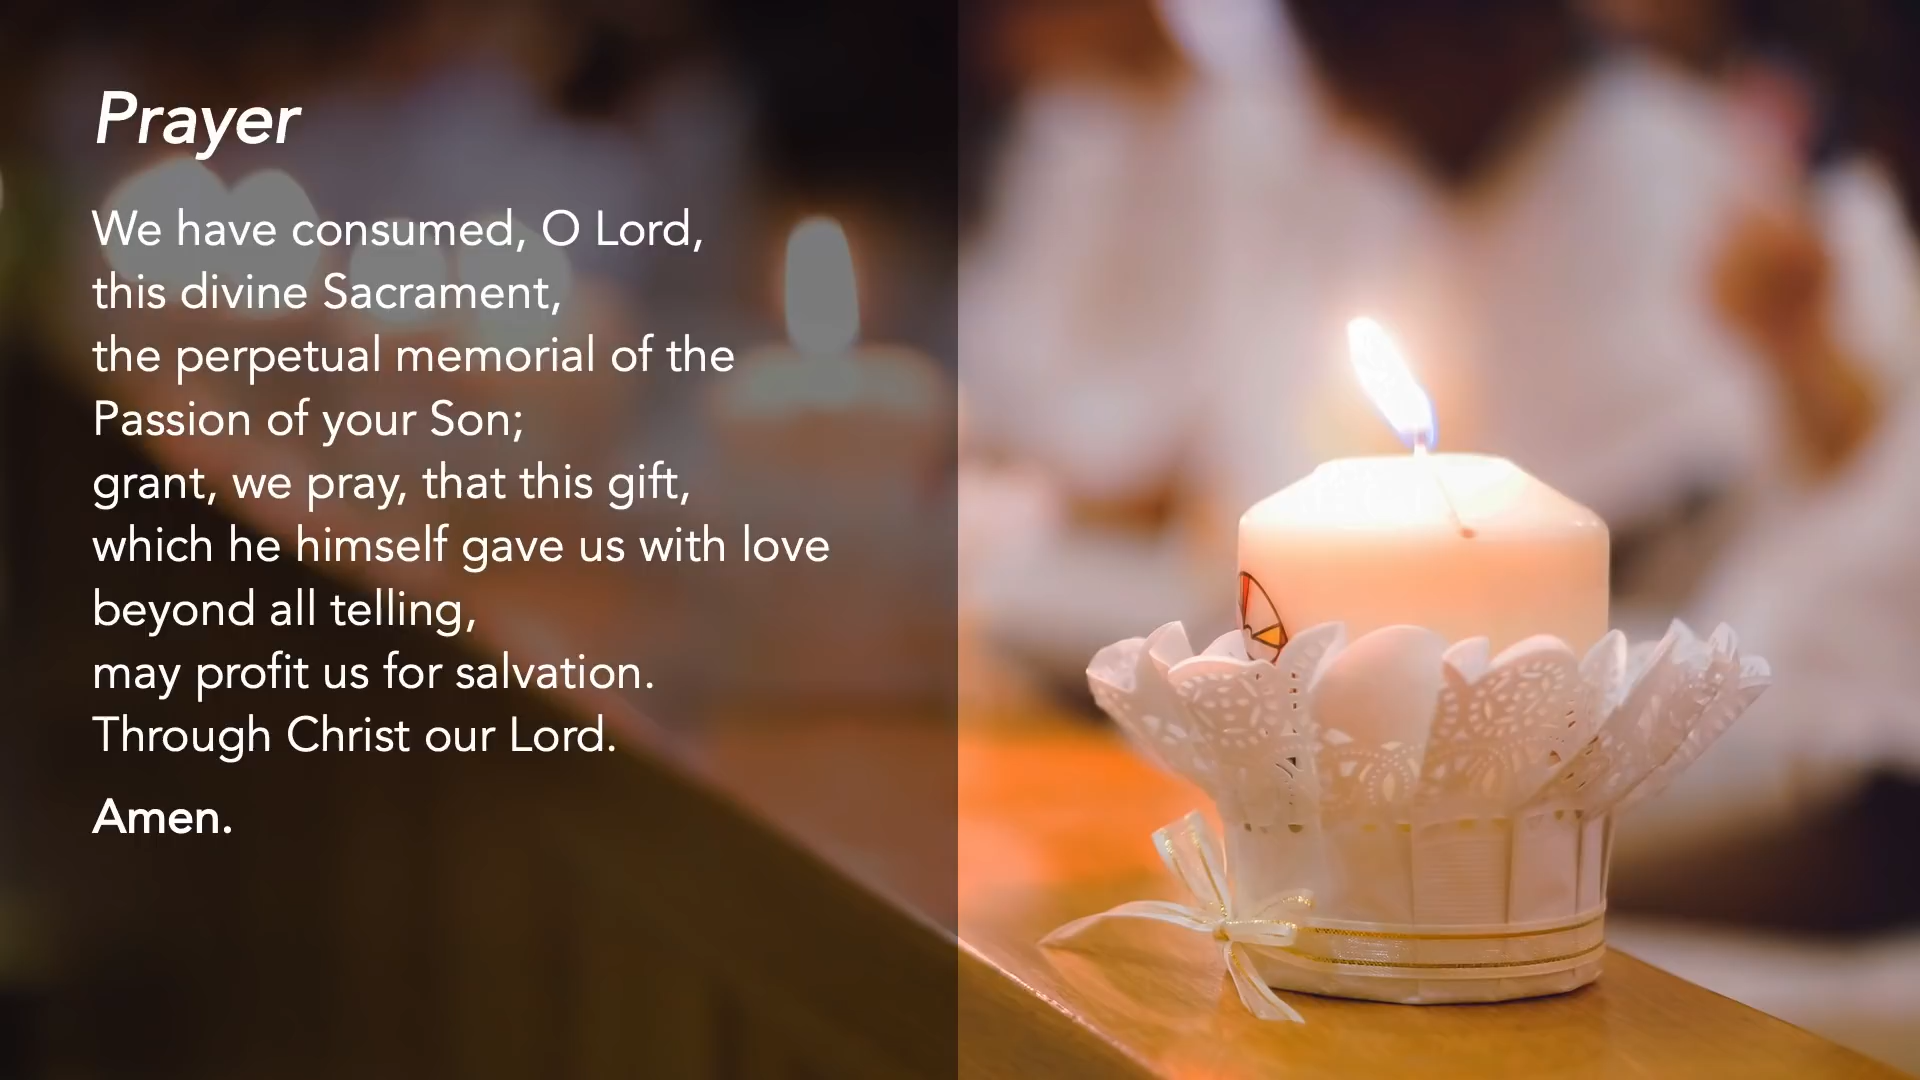 Prayer
We have consumed, O Lord,
this divine Sacrament,
the perpetual memorial of the
Passion of your Son;
grant, we pray, that this gift,
which he himself gave us with love
beyond all telling,
may profit us for salvation.
Through Christ our Lord.
Amen.